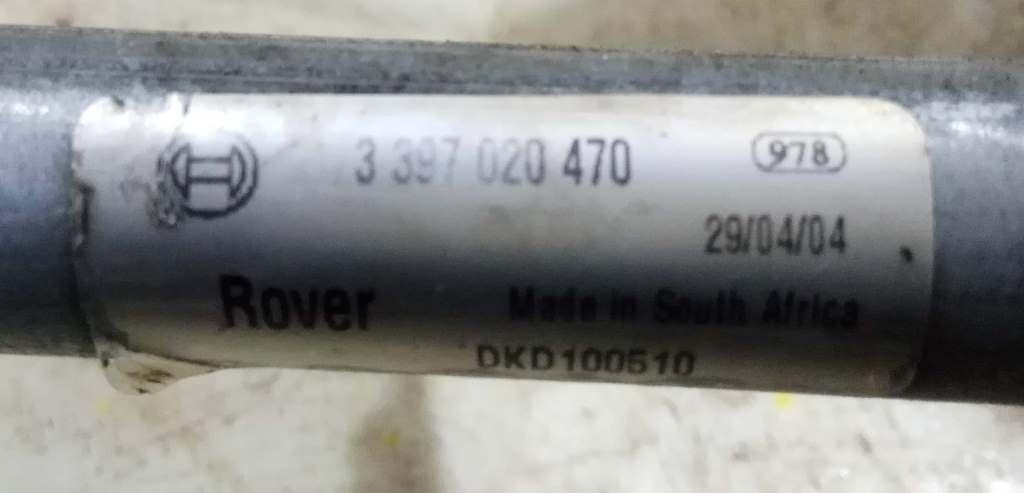 3 397 020 470
978
29/04/04
Rover
Made in South Africa
DKD100510